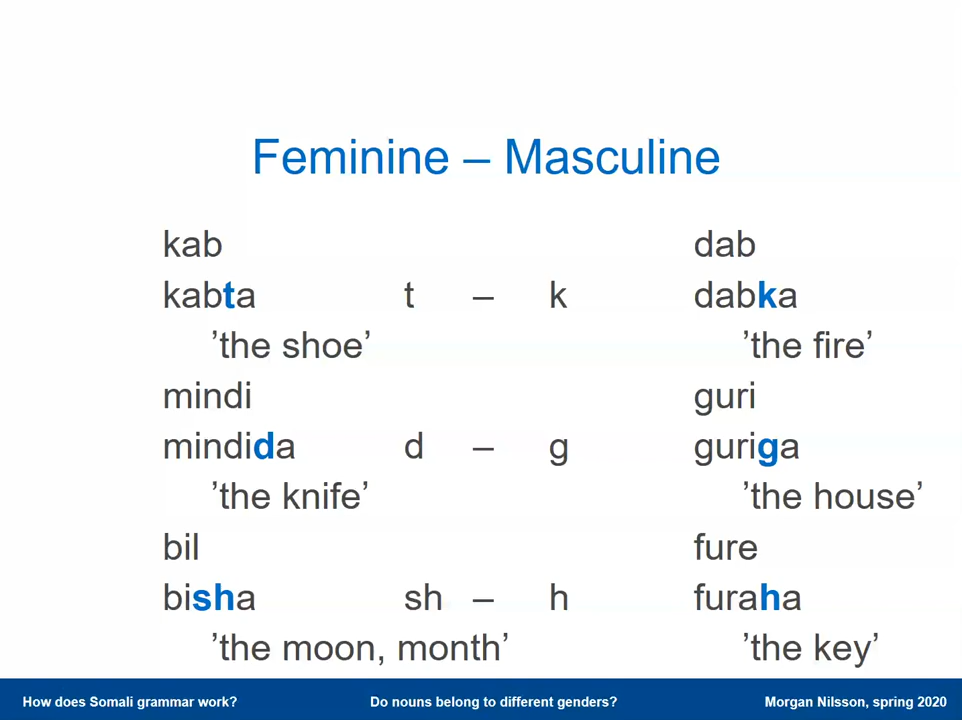 Feminine – Masculine
kab dab
kabta t – k dabka
’the shoe’ ’the fire’
mindi guri
mindida d – g guriga
’the knife’ ’the house’
bil fure
bisha sh – h furaha
’the moon, month’ ’the key’
How does Somali grammar work? Do nouns belong to different genders? Morgan Nilsson, spring 2020